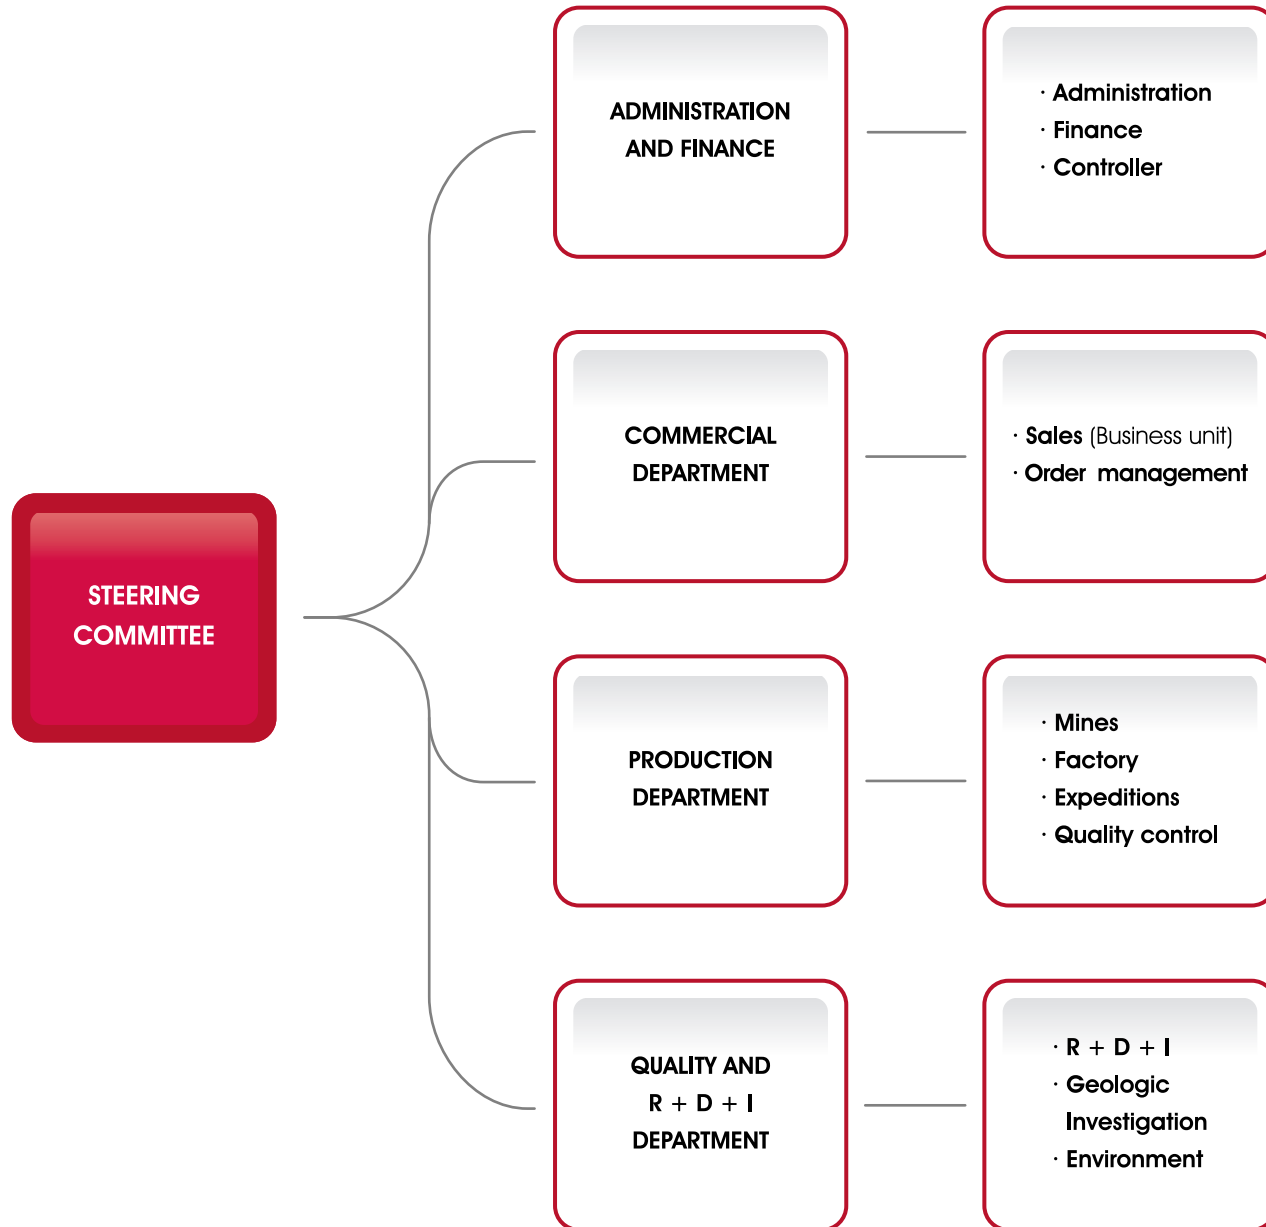 STEERING
COMMITTEE
ADMINISTRATION
AND FINANCE
· Administration
· Finance
· Controller
COMMERCIAL
DEPARTMENT
· Sales (Business unit)
· Order management
PRODUCTION
DEPARTMENT
· Mines
· Factory
· Expeditions
· Quality control
QUALITY AND
R + D + I
DEPARTMENT
· R + D + I
· Geologic
Investigation
· Environment